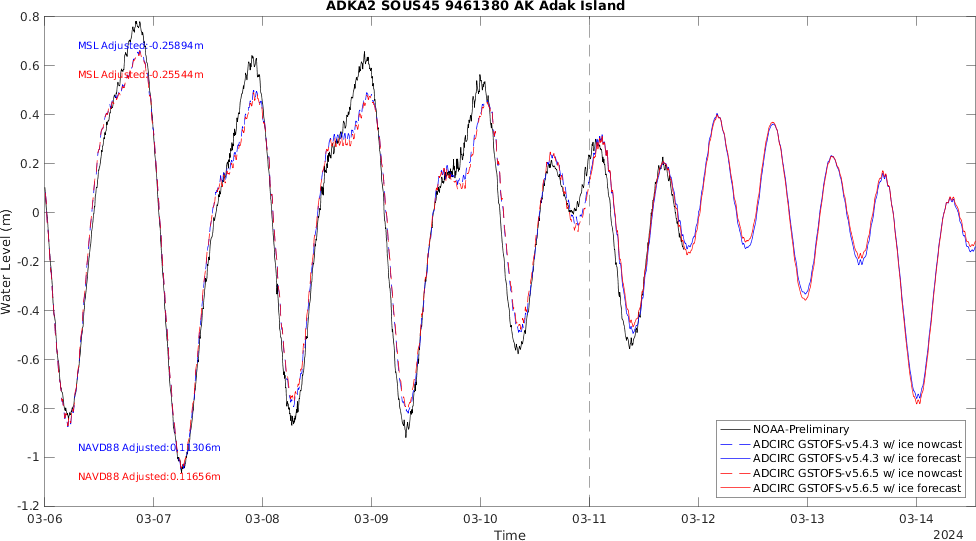 ADKA2 SOUS45 9461380 AK Adak Island
0.8
0.6
0.4
0.2
0
-0.2
-0.4
-0.6
-0.8
-1
-1.2
Water Level (m)
MSL Adjusted:-0.25894m
MSL Adjusted:-0.25544m
NAVD88 Adjusted:0.11306m
NAVD88 Adjusted:0.11656m
NOAA-Preliminary
ADCIRC GSTOFS-v5.4.3 w/ ice nowcast
ADCIRC GSTOFS-v5.4.3 w/ ice forecast
ADCIRC GSTOFS-v5.6.5 w/ ice nowcast
ADCIRC GSTOFS-v5.6.5 w/ ice forecast
03-06 03-07 03-08 03-09 03-10 03-11 03-12 03-13 03-14
Time
2024